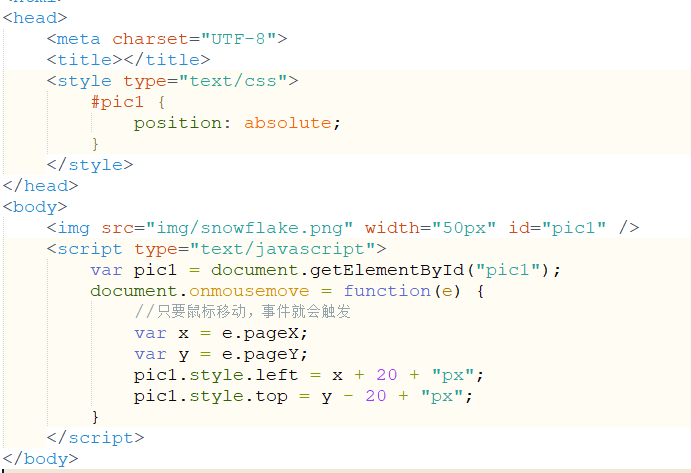 <head>
    <meta charset="UTF-8">
    <title></title>
    <style type="text/css">
        #pic1 {
            position: absolute;
        }
    </style>
</head>
<body>
    <img src="img/snowflake.png" width="50px" id="pic1" />
    <script type="text/javascript">
        var pic1 = document.getElementById("pic1");
        document.onmousemove = function(e) {
            //只要鼠标移动，事件就会触发
            var x = e.pageX;
            var y = e.pageY;
            pic1.style.left = x + 20 + "px";
            pic1.style.top = y - 20 + "px";
        }
    </script>
</body>